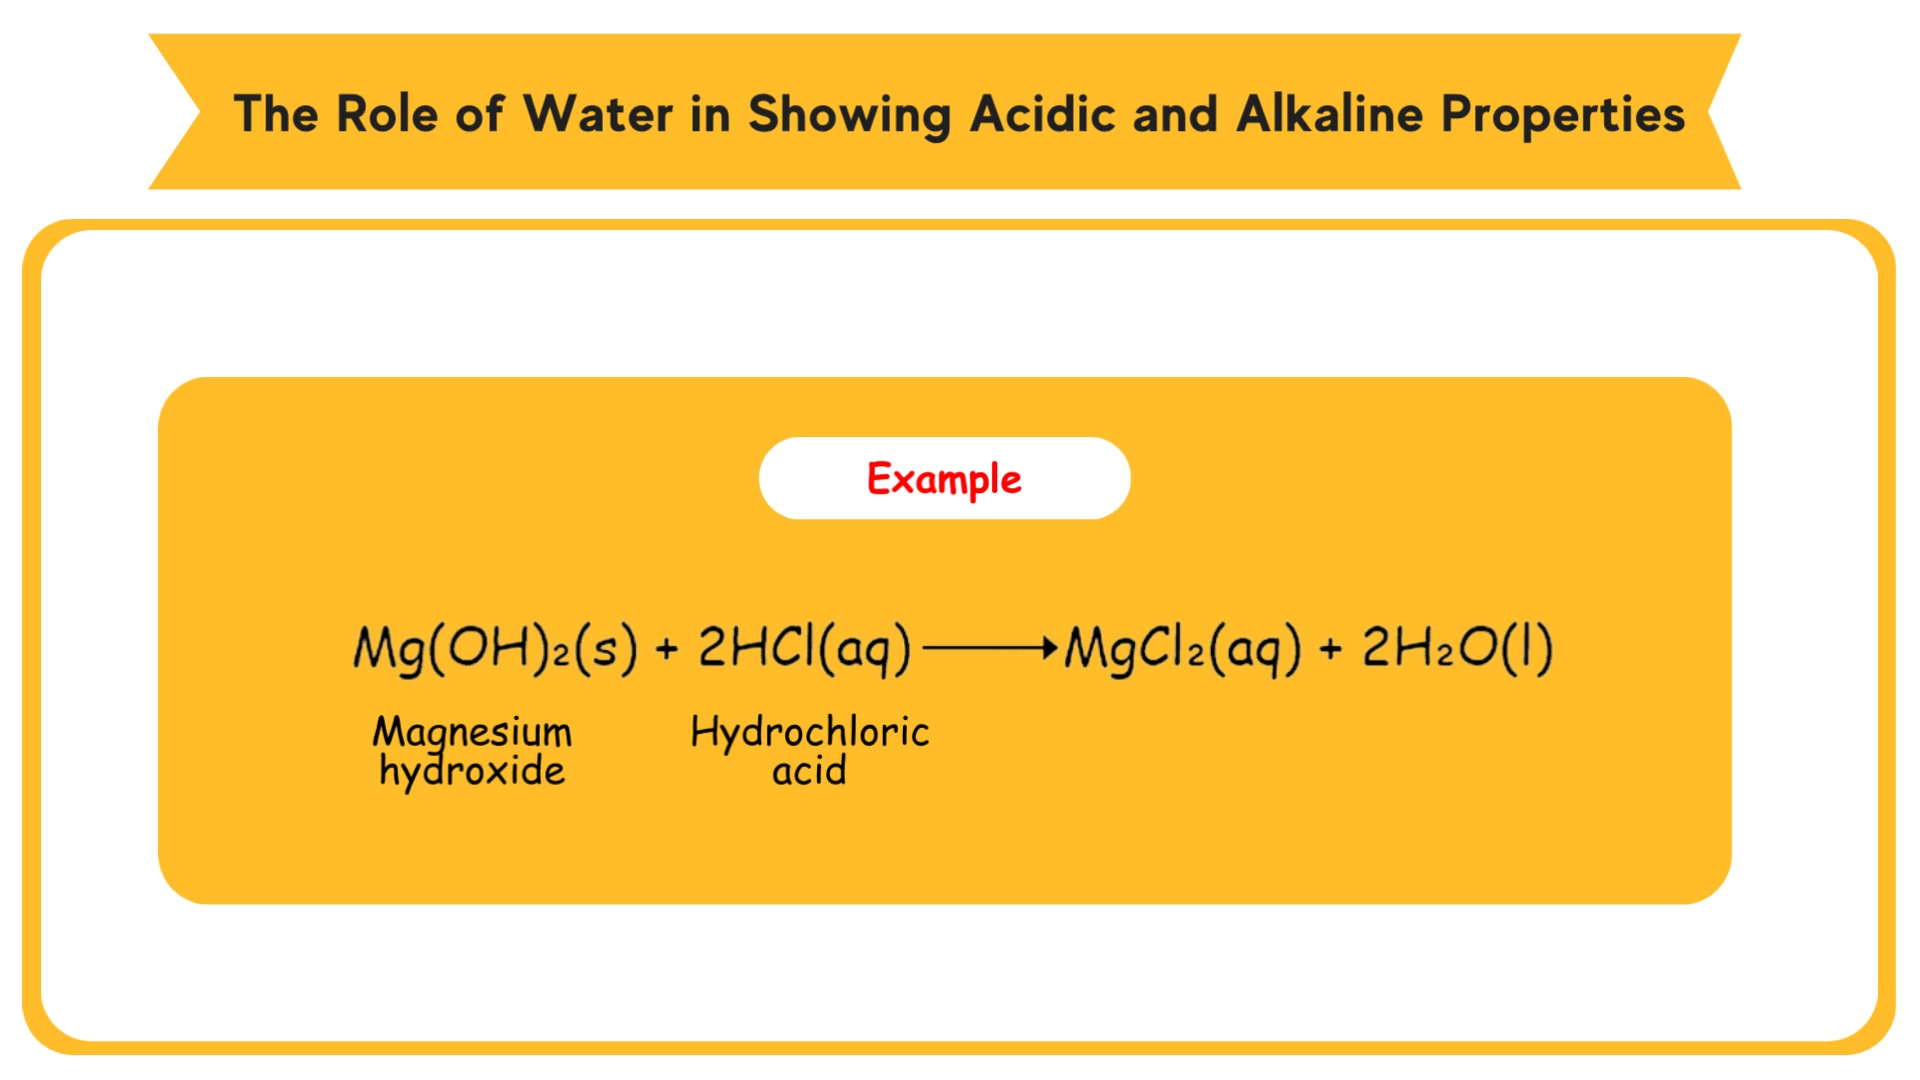 The Role of Water in Showing Acidic and Alkaline Properties
Example
Mg(OH)₂(s) + 2HCl(aq) ⟶ MgCl₂(aq) + 2H₂O(l)
Magnesium hydroxide
Hydrochloric acid